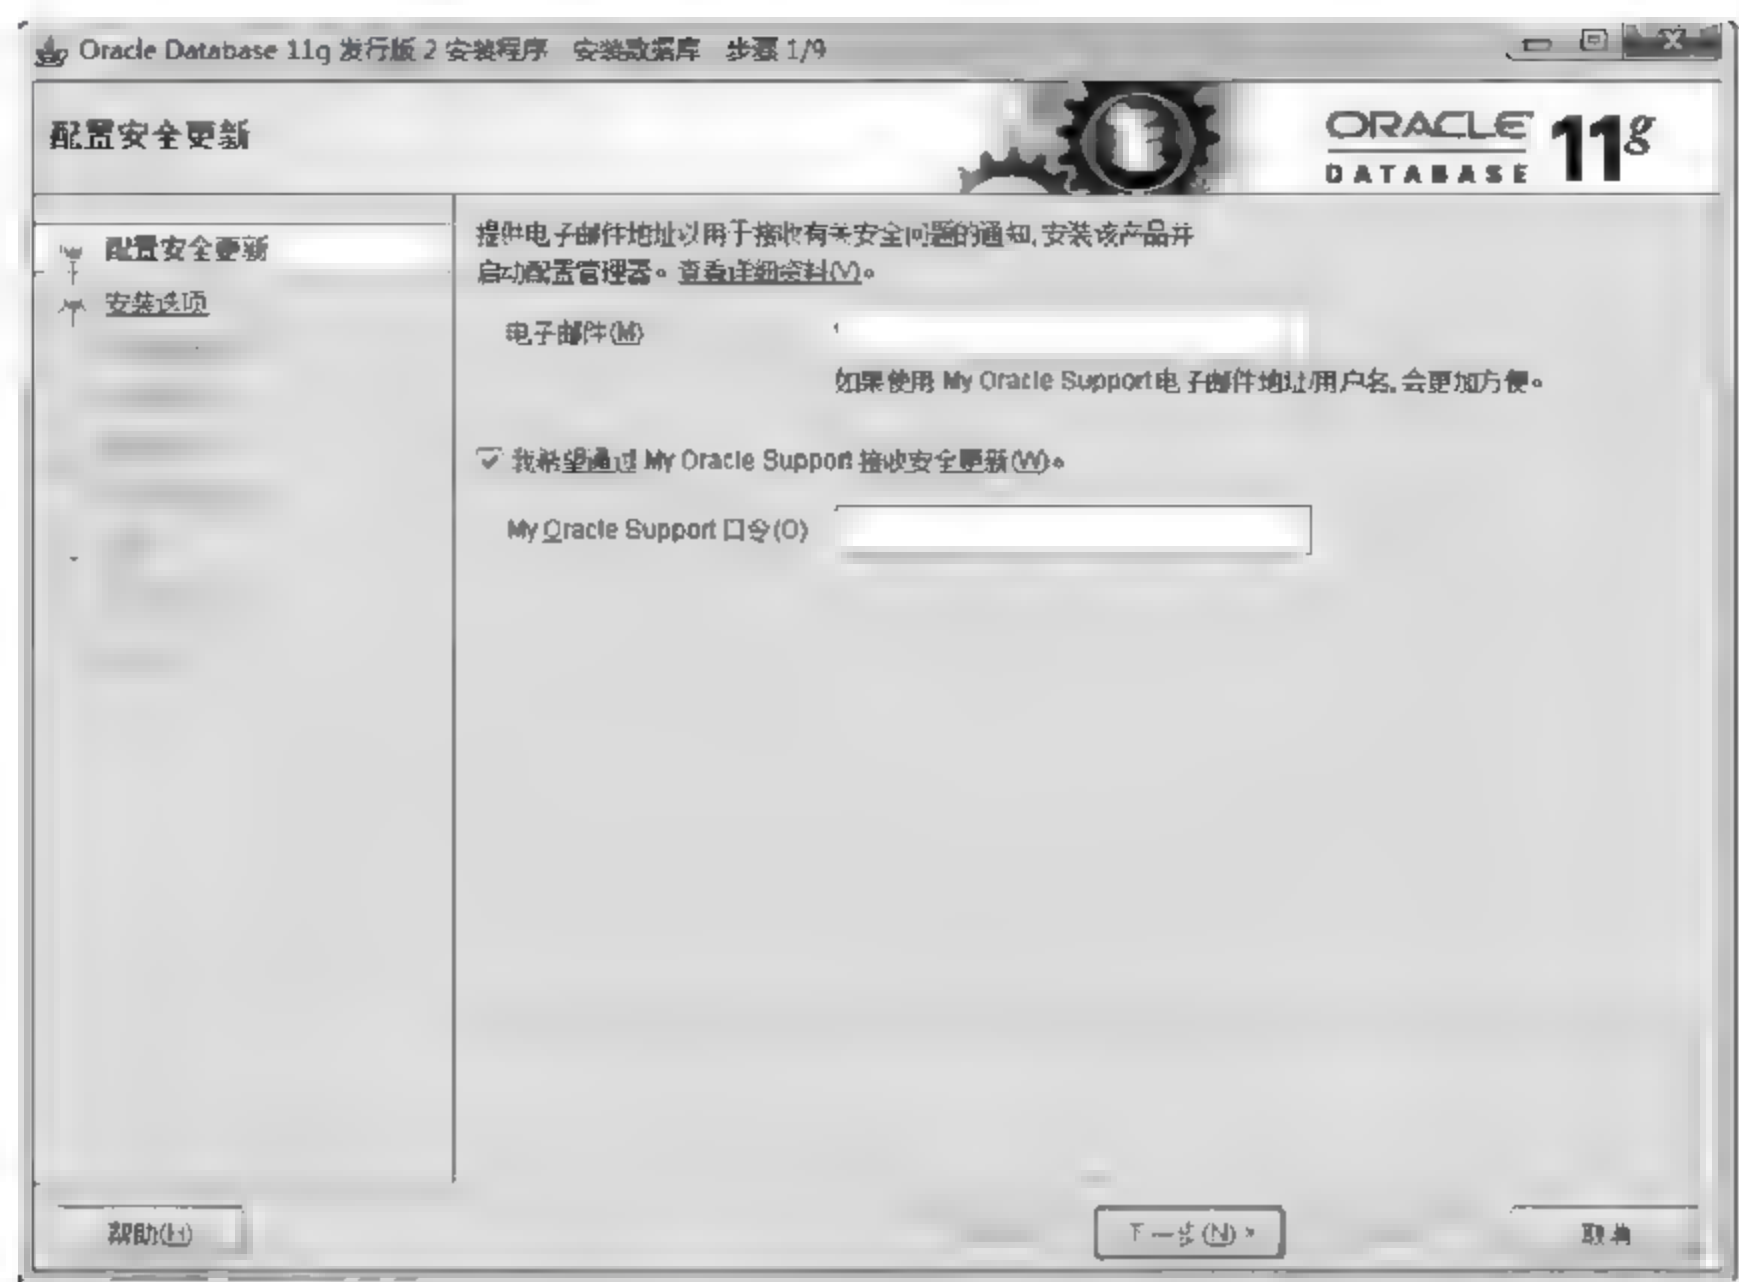 Oracle Database 11g 发行版 2 安装程序 安装数据库 步骤 1/9
配置安全更新
ORACLE
DATABASE
11g
配置安全更新
安装选项
提供电子邮件地址以用于接收有关安全问题的通知, 安装该产品并
启动配置管理器。查看详细资料(V)。
电子邮件(M)
如果使用 My Oracle Support 电子邮件地址/用户名, 会更加方便。
我希望通过 My Oracle Support 接收安全更新(W)。
My Oracle Support 口令(O)
帮助(H)
下一步(N) >
取消